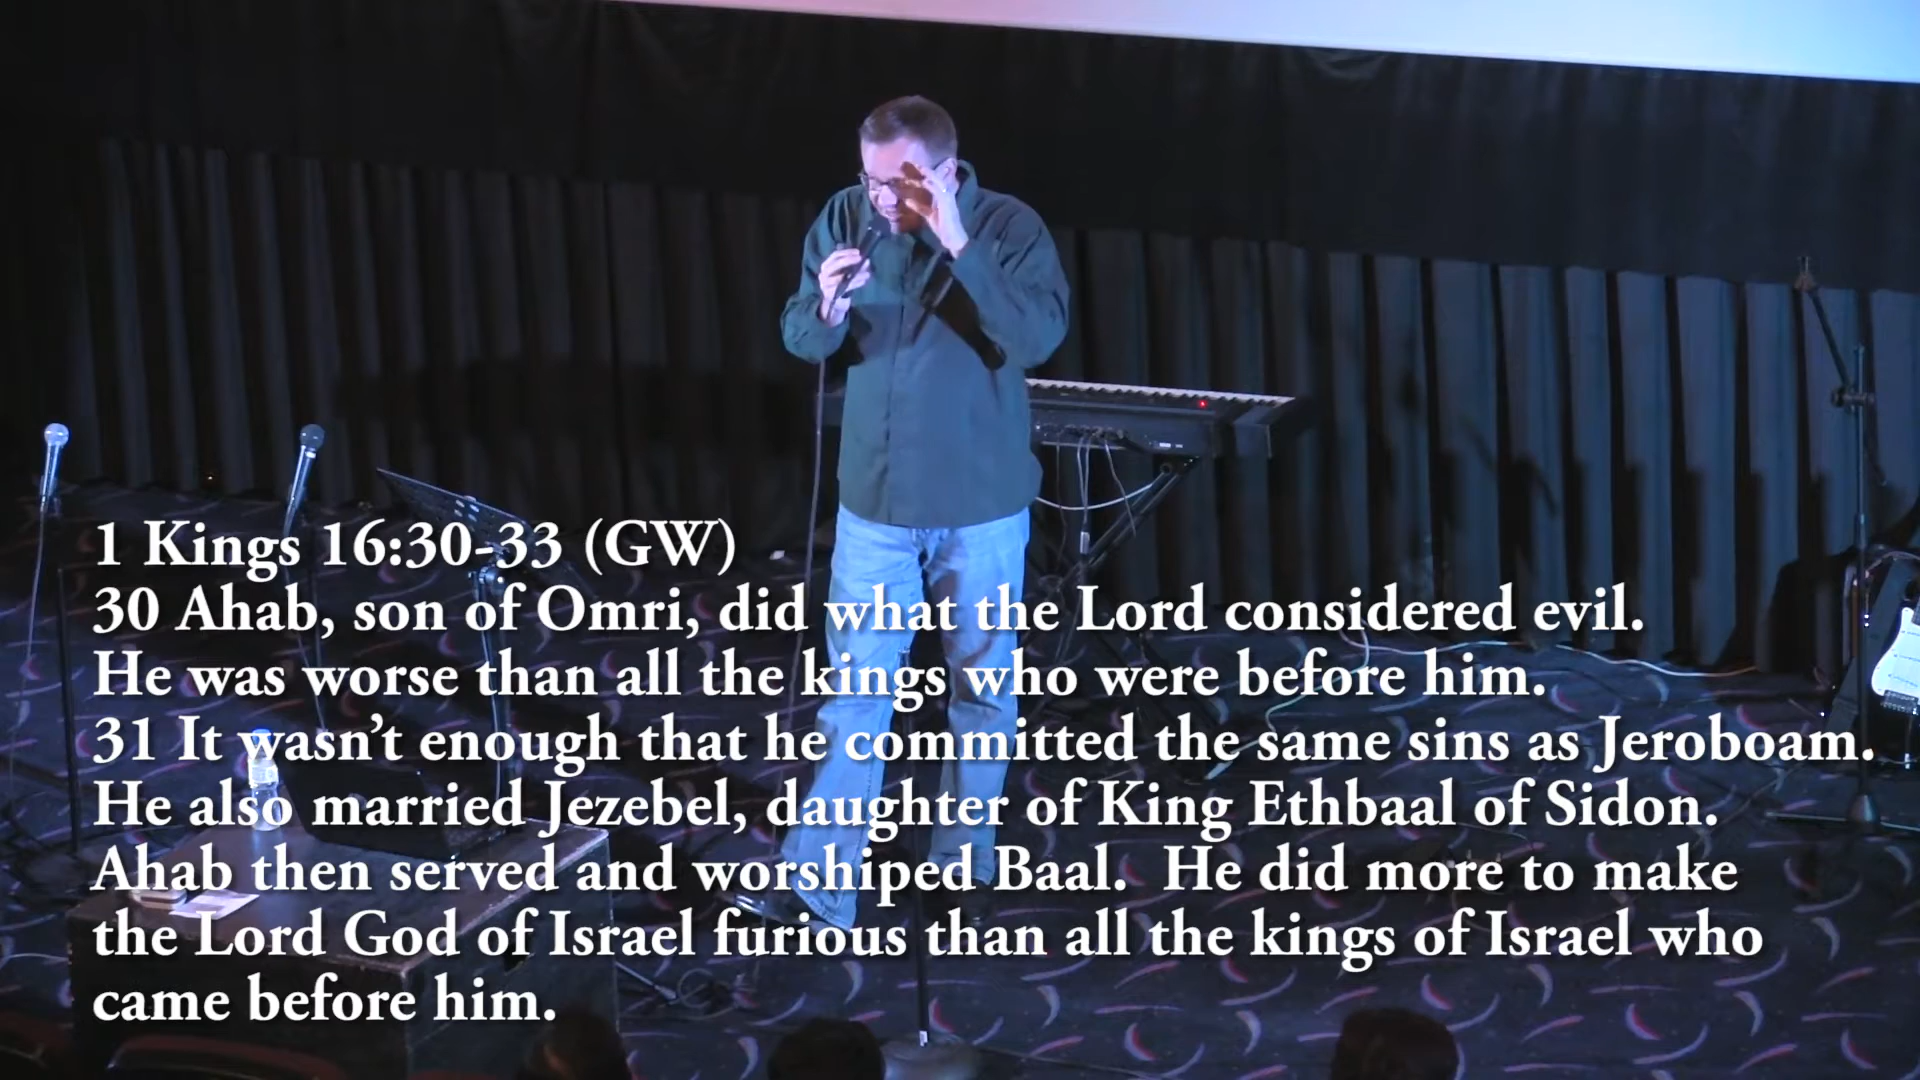 1 Kings 16:30-33 (GW)
30 Ahab, son of Omri, did what the Lord considered evil.
He was worse than all the kings who were before him.
31 It wasn’t enough that he committed the same sins as Jeroboam.
He also married Jezebel, daughter of King Ethbaal of Sidon.
Ahab then served and worshiped Baal.  He did more to make
the Lord God of Israel furious than all the kings of Israel who
came before him.